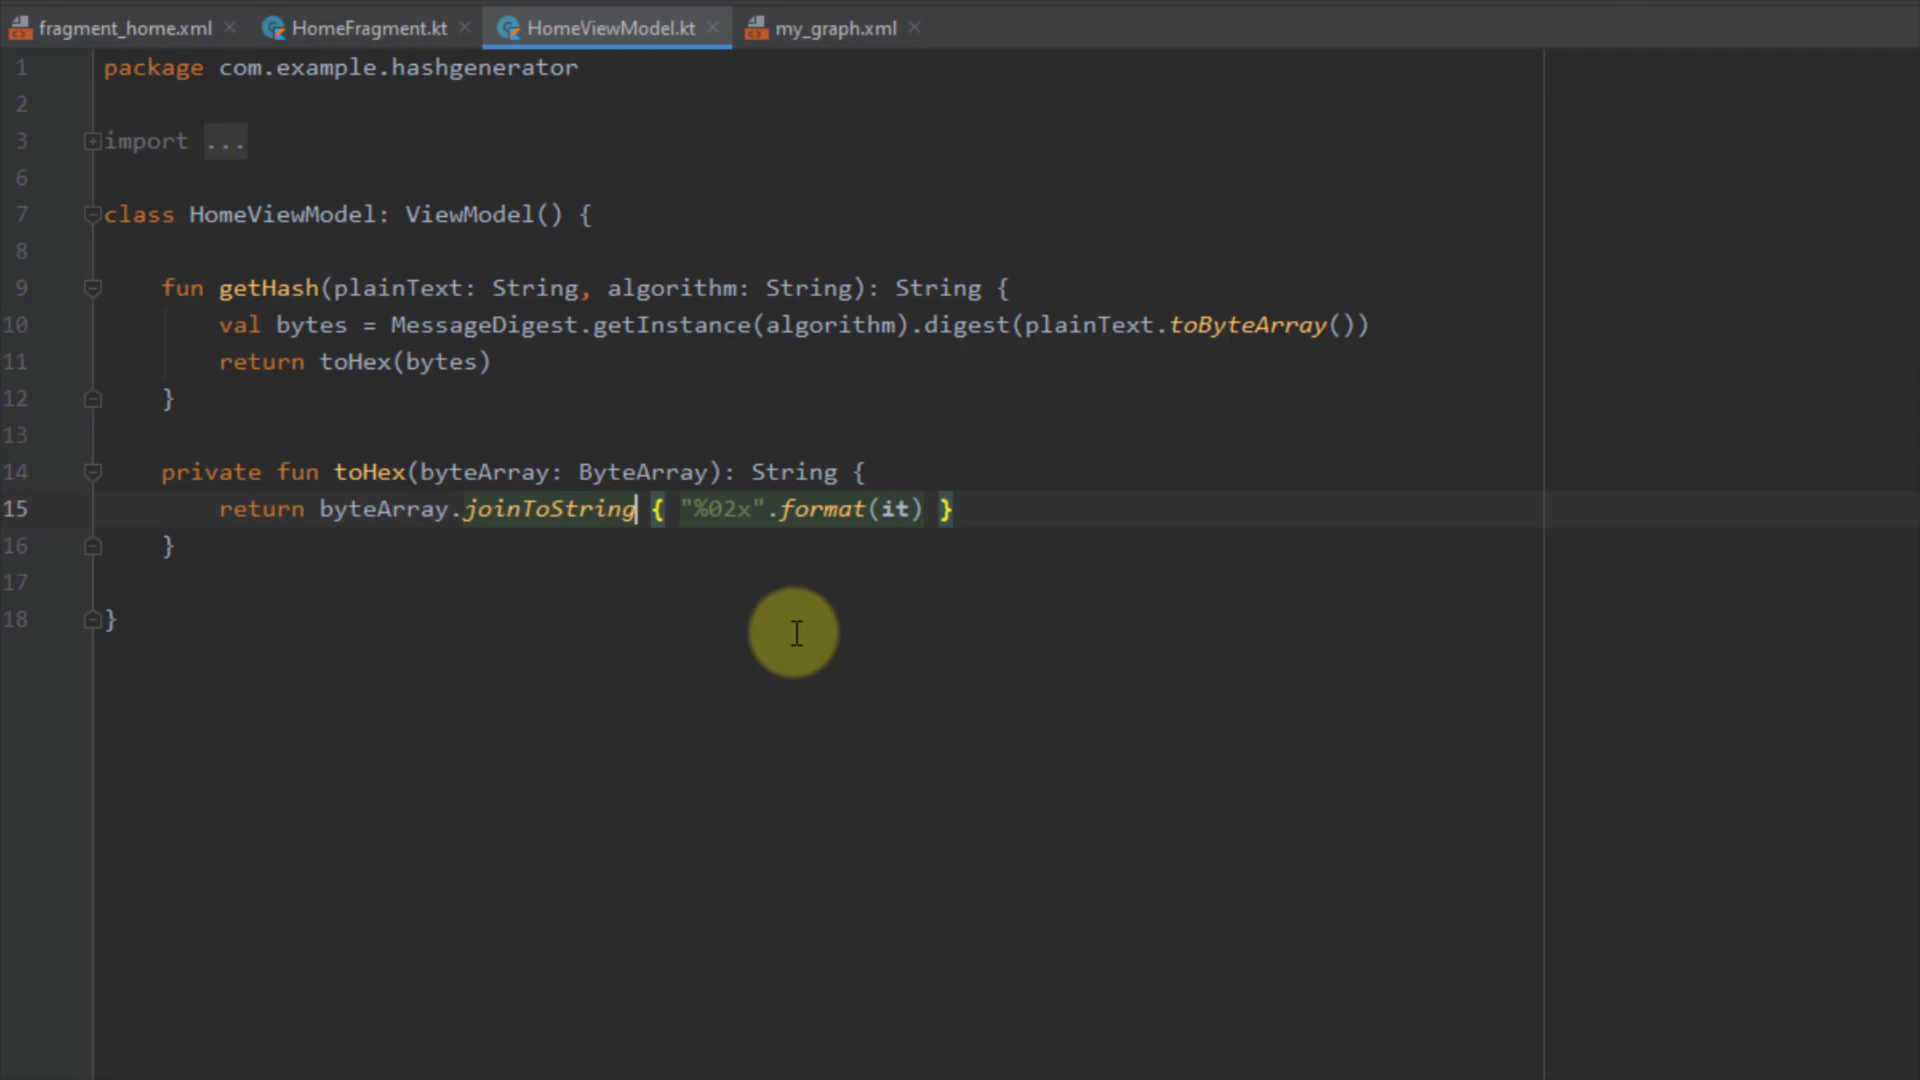 fragment_home.xml HomeFragment.kt HomeViewModel.kt my_graph.xml
1 package com.example.hashgenerator
2
3 import ...
6
7 class HomeViewModel: ViewModel() {
8
9 fun getHash(plainText: String, algorithm: String): String {
10 val bytes = MessageDigest.getInstance(algorithm).digest(plainText.toByteArray())
11 return toHex(bytes)
12 }
13
14 private fun toHex(byteArray: ByteArray): String {
15 return byteArray.joinToString { "%02x".format(it) }
16 }
17
18 }